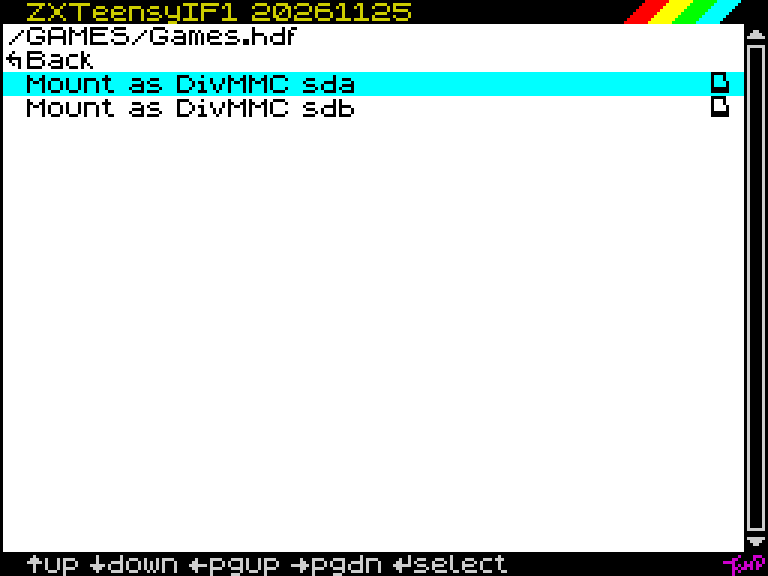 ZXTeensyIF1 20261125
/GAMES/Games.hdf
↰Back
Mount as DivMMC sda
Mount as DivMMC sdb
↑up ↓down ←pgup →pgdn ↵select